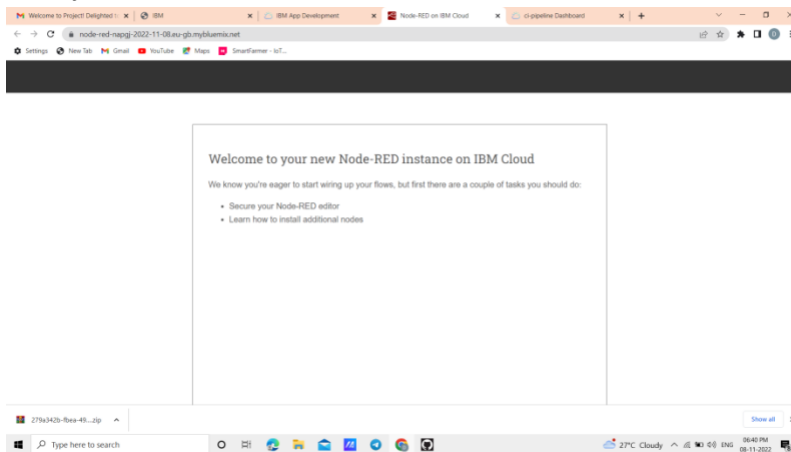 Welcome to Project! Delighted t
IBM
IBM App Development
Node-RED on IBM Cloud
ci-pipeline Dashboard
node-red-napgj-2022-11-08.eu-gb.mybluemix.net
Settings
New Tab
Gmail
YouTube
Maps
SmartFarmer - IoT...
Welcome to your new Node-RED instance on IBM Cloud
We know you're eager to start wiring up your flows, but first there are a couple of tasks you should do:
Secure your Node-RED editor
Learn how to install additional nodes
279a342b-fbea-49....zip
Show all
Type here to search
27°C Cloudy
ENG
06:40 PM
08-11-2022